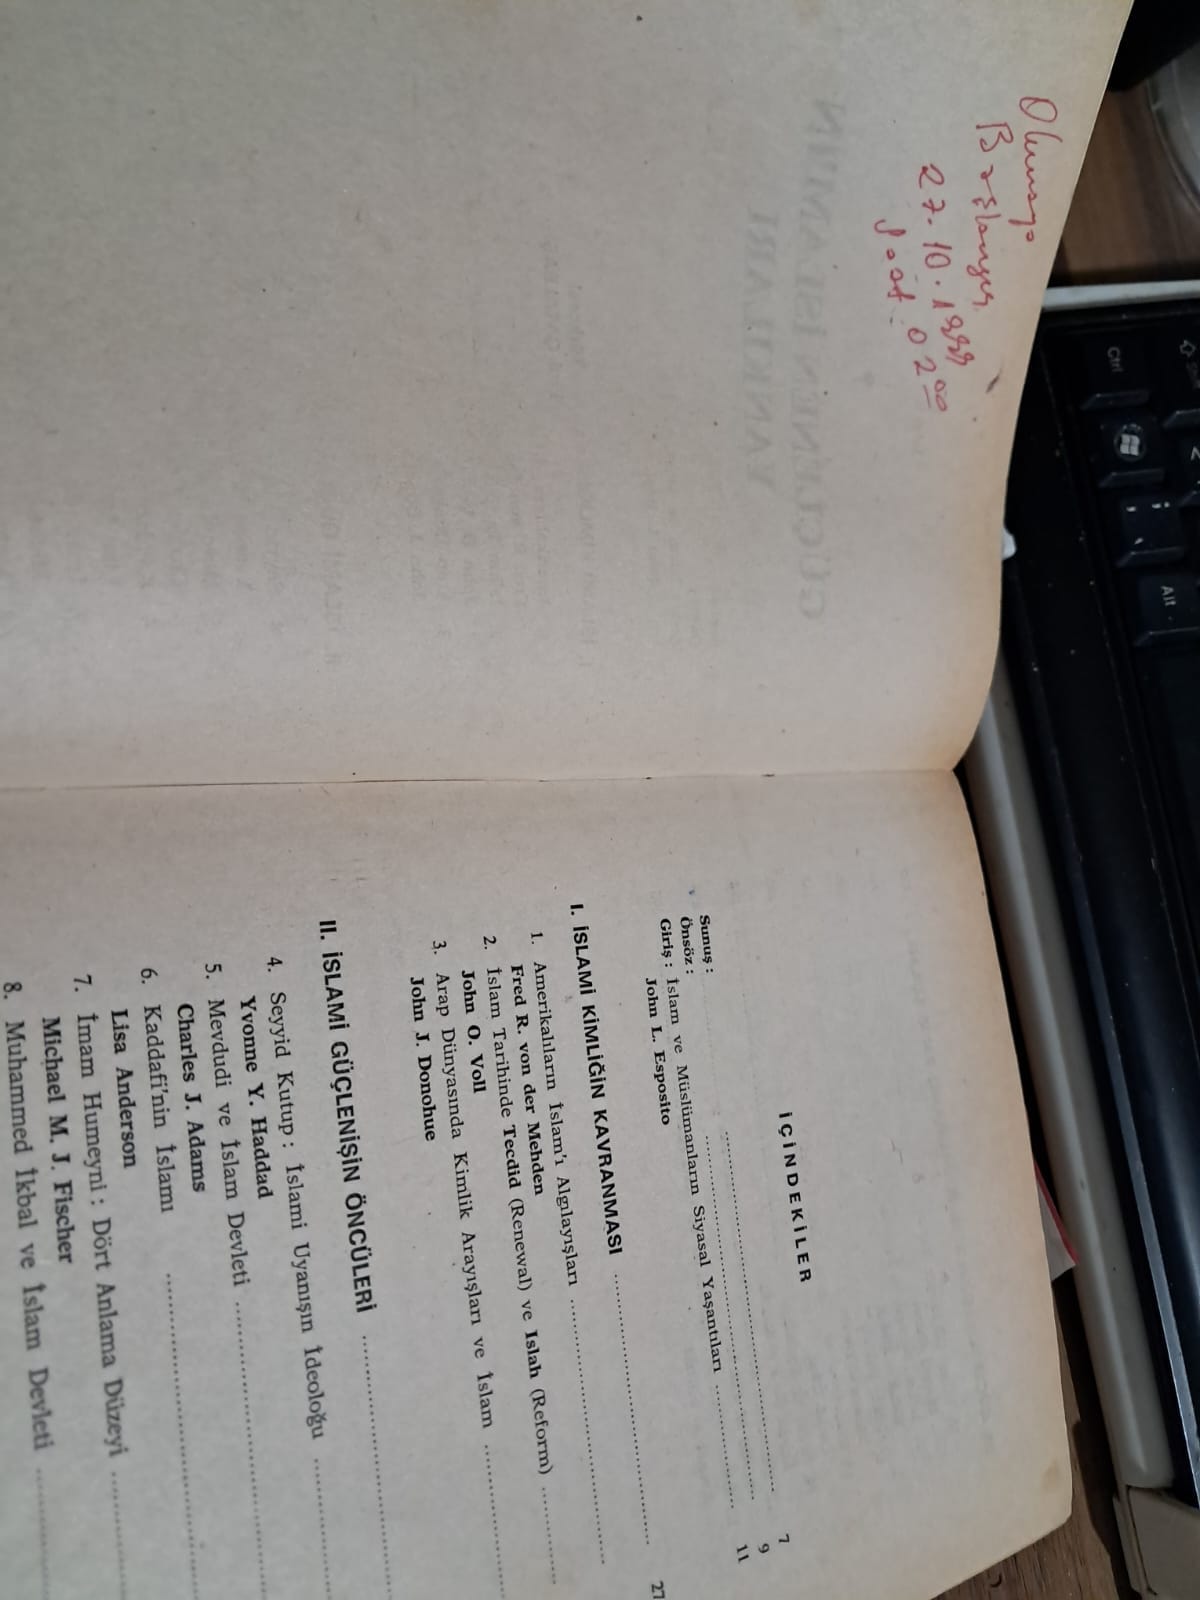 Okumaya
Başlangıç
27.10.1999
Saat: 02 00
İÇİNDEKİLER
Sunuş : .................... 7
Önsöz : .................... 9
Giriş : İslam ve Müslümanların Siyasal Yaşantıları .................... 11
John L. Esposito
I. İSLAMİ KİMLİĞİN KAVRANMASI .................... 27
1. Amerikalıların İslam'ı Algılayışları ....................
Fred R. von der Mehden
2. İslam Tarihinde Tecdid (Renewal) ve Islah (Reform) ....................
John O. Voll
3. Arap Dünyasında Kimlik Arayışları ve İslam ....................
John J. Donohue
II. İSLAMİ GÜÇLENİŞİN ÖNCÜLERİ ....................
4. Seyyid Kutup : İslami Uyanışın İdeoloğu ....................
Yvonne Y. Haddad
5. Mevdudi ve İslam Devleti ....................
Charles J. Adams
6. Kaddafi'nin İslamı ....................
Lisa Anderson
7. İmam Humeyni : Dört Anlama Düzeyi ....................
Michael M. J. Fischer
8. Muhammed İkbal ve İslam Devleti ....................
Ctrl
Alt